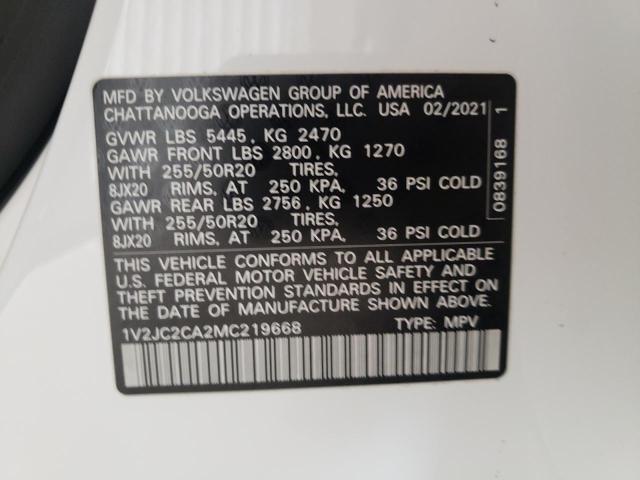 MFD BY VOLKSWAGEN GROUP OF AMERICA
CHATTANOOGA OPERATIONS, LLC. USA 02/2021
GVWR LBS 5445, KG 2470
GAWR FRONT LBS 2800, KG 1270
WITH 255/50R20 TIRES,
8JX20 RIMS, AT 250 KPA, 36 PSI COLD
GAWR REAR LBS 2756, KG 1250
WITH 255/50R20 TIRES,
8JX20 RIMS, AT 250 KPA, 36 PSI COLD
THIS VEHICLE CONFORMS TO ALL APPLICABLE
U.S. FEDERAL MOTOR VEHICLE SAFETY AND
THEFT PREVENTION STANDARDS IN EFFECT ON
THE DATE OF MANUFACTURE SHOWN ABOVE.
1V2JC2CA2MC219668 TYPE: MPV
0839168 1